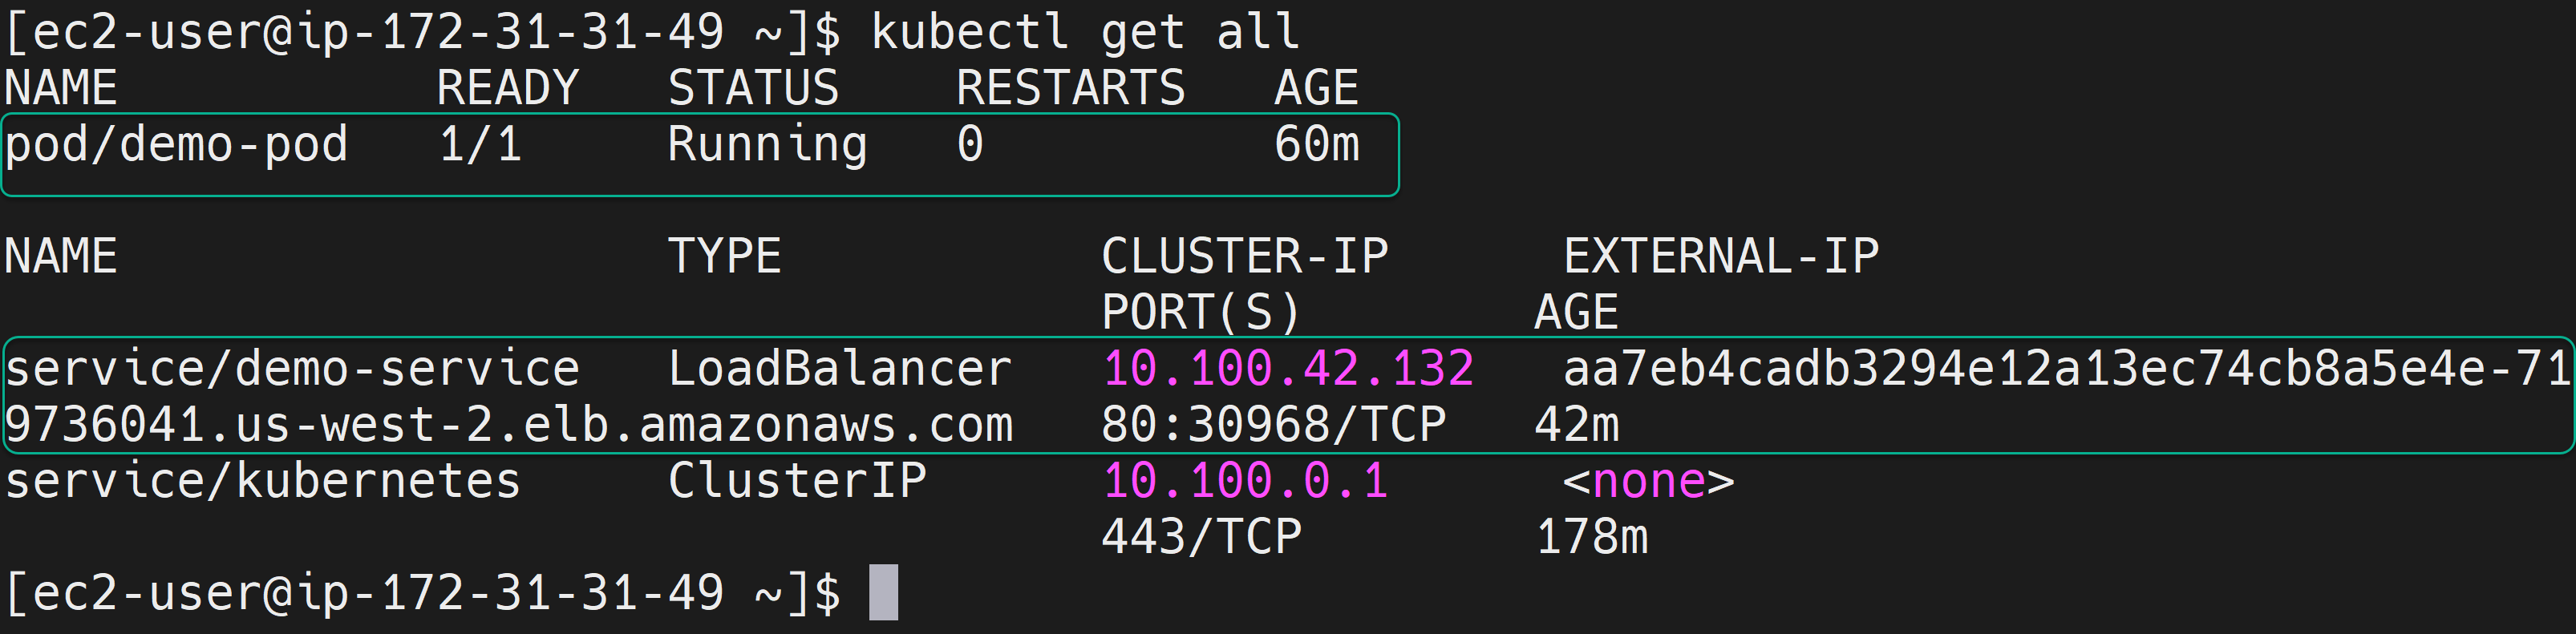 [ec2-user@ip-172-31-31-49 ~]$ kubectl get all
NAME           READY   STATUS    RESTARTS   AGE
pod/demo-pod   1/1     Running   0          60m
NAME                   TYPE           CLUSTER-IP      EXTERNAL-IP
                                      PORT(S)        AGE
service/demo-service   LoadBalancer   10.100.42.132   aa7eb4cadb3294e12a13ec74cb8a5e4e-71
9736041.us-west-2.elb.amazonaws.com   80:30968/TCP   42m
service/kubernetes     ClusterIP      10.100.0.1      <none>
                                      443/TCP        178m
[ec2-user@ip-172-31-31-49 ~]$